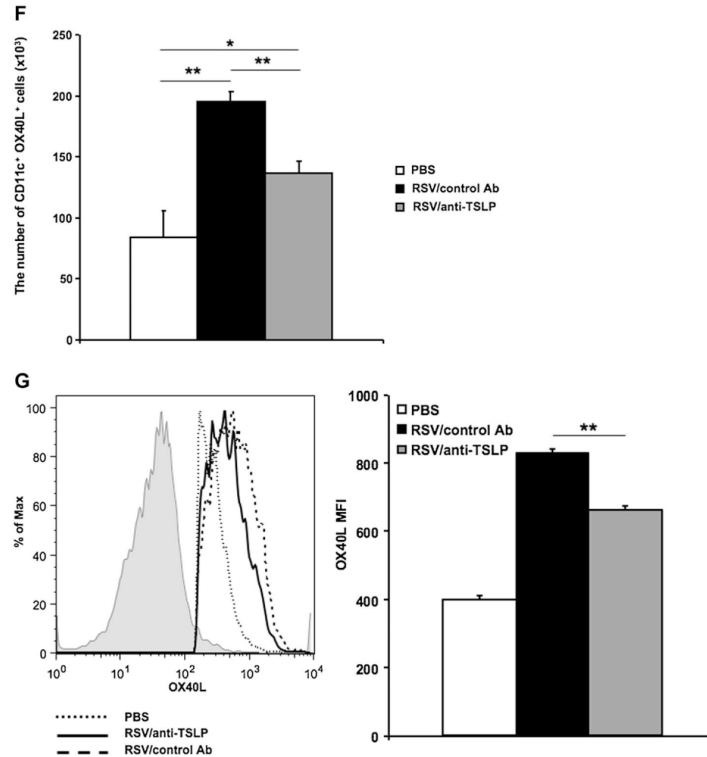 F
The number of CD11c⁺ OX40L⁺ cells (x10³)
250
200
150
100
50
0
*
**
**
PBS
RSV/control Ab
RSV/anti-TSLP
G
% of Max
100
80
60
40
20
0
10⁰ 10¹ 10² 10³ 10⁴
OX40L
PBS
RSV/anti-TSLP
RSV/control Ab
OX40L MFI
1000
800
600
400
200
0
PBS
RSV/control Ab
RSV/anti-TSLP
**